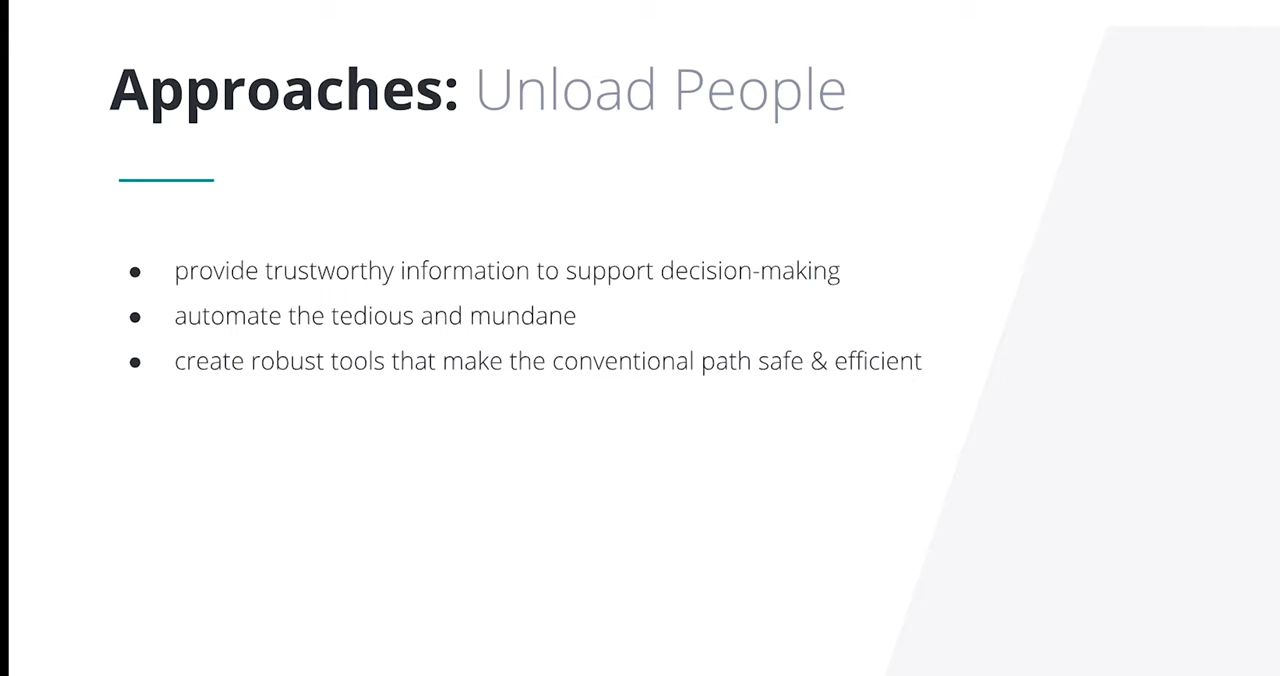 Approaches: Unload People
● provide trustworthy information to support decision-making
● automate the tedious and mundane
● create robust tools that make the conventional path safe & efficient